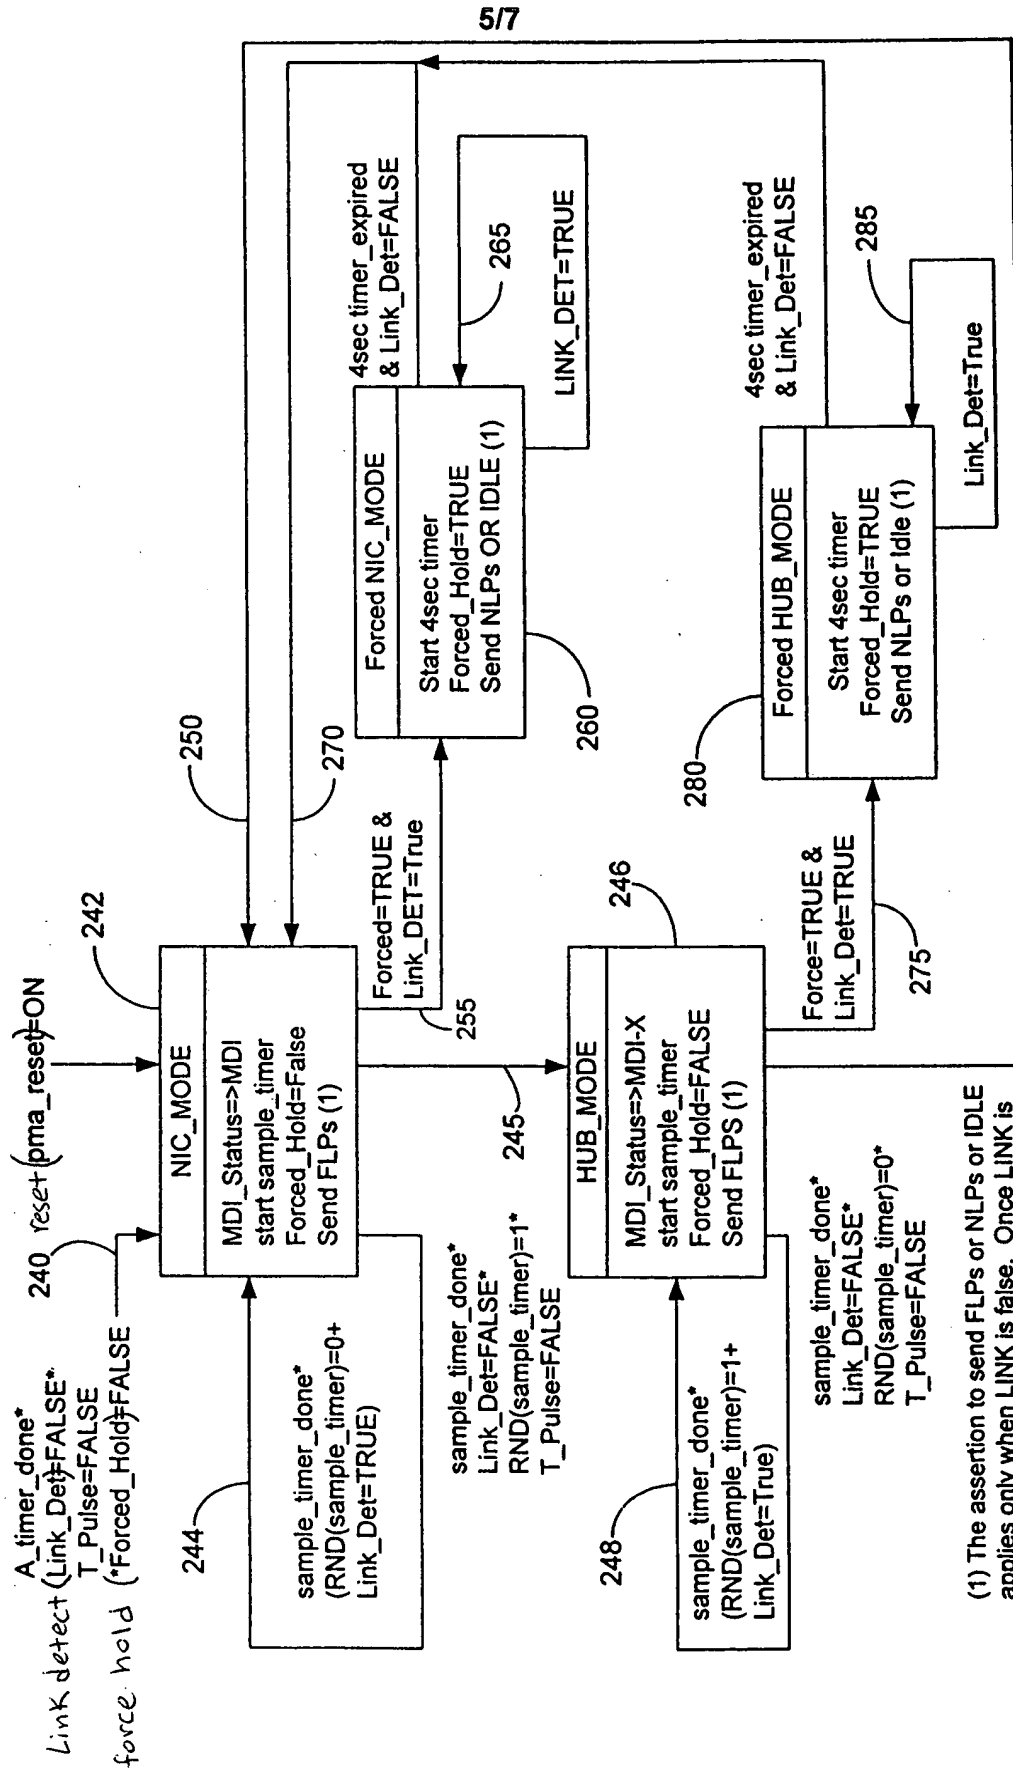 5/7
A_timer_done*
Link detect (Link_Det)=FALSE*
T_Pulse=FALSE
force hold (*Forced_Hold)=FALSE
240
reset (pma_reset)=ON
242
250
270
NIC_MODE
MDI_Status=>MDI
start sample_timer
Forced_Hold=False
Send FLPs (1)
244
sample_timer_done*
(RND(sample_timer)=0+
Link_Det=TRUE)
Forced=TRUE &
Link_DET=True
255
Forced NIC_MODE
Start 4sec timer
Forced_Hold=TRUE
Send NLPs OR IDLE (1)
260
4sec timer_expired
& Link_Det=FALSE
265
LINK_DET=TRUE
sample_timer_done*
Link_Det=FALSE*
RND(sample_timer)=1*
T_Pulse=FALSE
245
246
HUB_MODE
MDI_Status=>MDI-X
start sample_timer
Forced_Hold=FALSE
Send FLPS (1)
248
sample_timer_done*
(RND(sample_timer)=1+
Link_Det=True)
Force=TRUE &
Link_Det=TRUE
275
280
Forced HUB_MODE
Start 4sec timer
Forced_Hold=TRUE
Send NLPs or Idle (1)
4sec timer_expired
& Link_Det=FALSE
285
Link_Det=True
sample_timer_done*
Link_Det=FALSE*
RND(sample_timer)=0*
T_Pulse=FALSE
(1) The assertion to send FLPs or NLPs or IDLE
applies only when LINK is false. Once LINK is